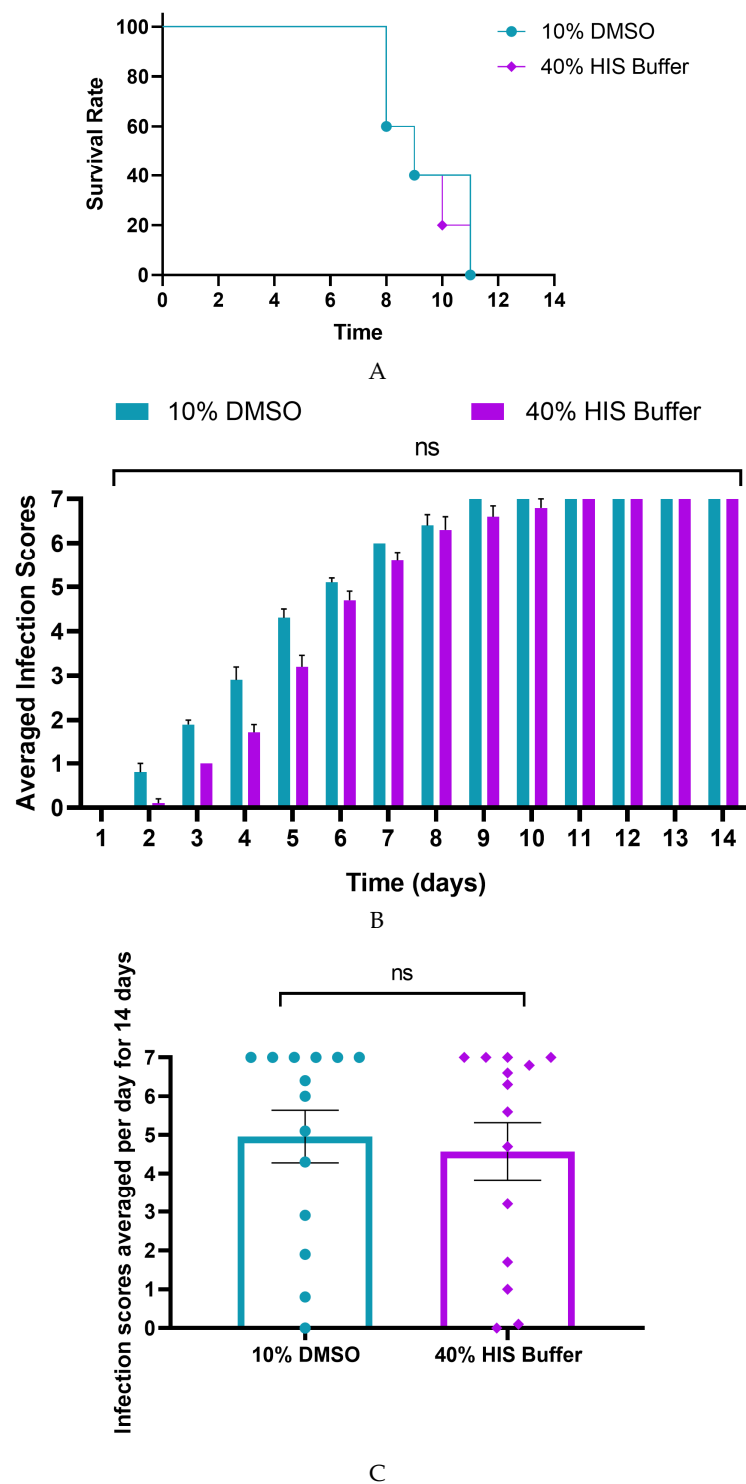 10% DMSO
40% HIS Buffer
Survival Rate
100
80
60
40
20
0
0 2 4 6 8 10 12 14
Time
A
10% DMSO 40% HIS Buffer
ns
Averaged Infection Scores
7
6
5
4
3
2
1
0
1 2 3 4 5 6 7 8 9 10 11 12 13 14
Time (days)
B
Infection scores averaged per day for 14 days
ns
7
6
5
4
3
2
1
0
10% DMSO 40% HIS Buffer
C